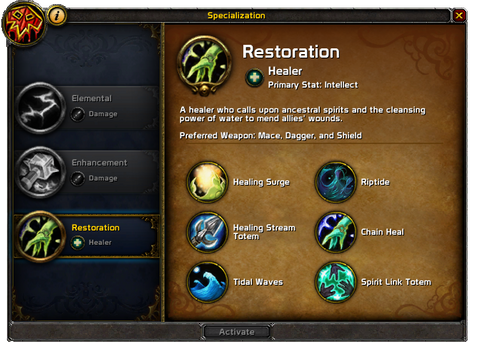 Specialization
Elemental
Damage
Enhancement
Damage
Restoration
Healer
Restoration
Healer
Primary Stat: Intellect
A healer who calls upon ancestral spirits and the cleansing
power of water to mend allies' wounds.
Preferred Weapon: Mace, Dagger, and Shield
Healing Surge
Riptide
Healing Stream
Totem
Chain Heal
Tidal Waves
Spirit Link Totem
Activate